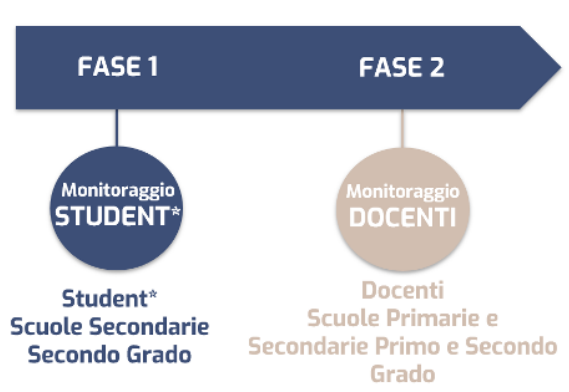 FASE 1
FASE 2
Monitoraggio
STUDENT*
Monitoraggio
DOCENTI
Student*
Scuole Secondarie
Secondo Grado
Docenti
Scuole Primarie e
Secondarie Primo e Secondo
Grado